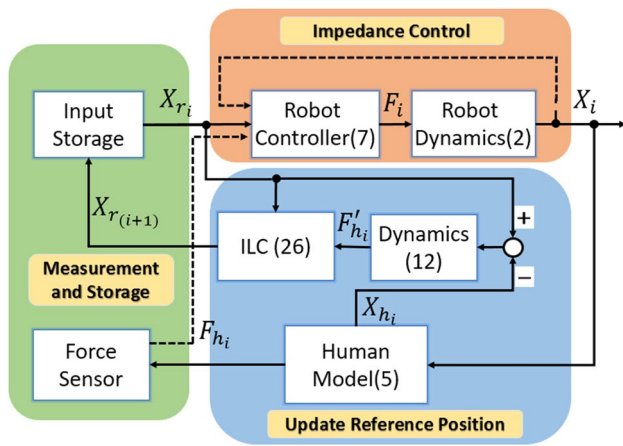 Impedance Control
Input
Storage
X_{r_i}
Robot
Controller(7)
F_i
Robot
Dynamics(2)
X_i
X_{r_{(i+1)}}
ILC (26)
F'_{h_i}
Dynamics
(12)
+
−
Measurement
and Storage
X_{h_i}
Force
Sensor
F_{h_i}
Human
Model(5)
Update Reference Position